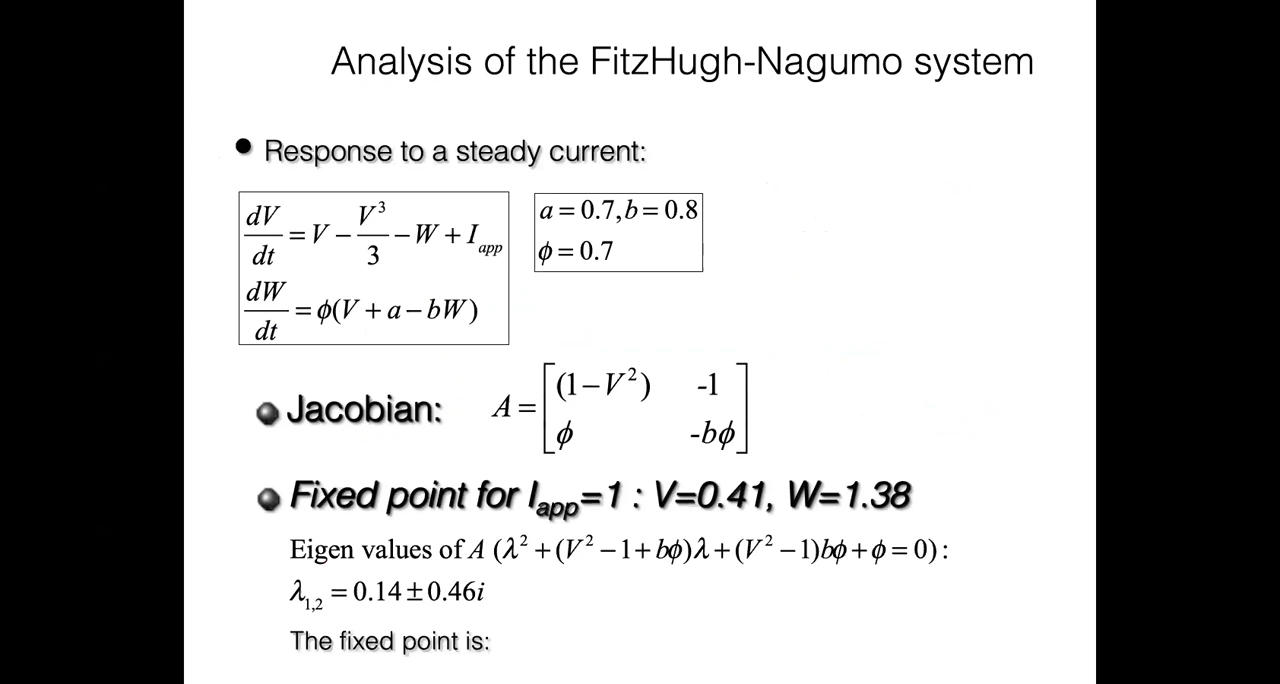 Analysis of the FitzHugh-Nagumo system
• Response to a steady current:
dV/dt = V − V³/3 − W + I_app
dW/dt = ϕ(V + a − bW)
a = 0.7, b = 0.8
ϕ = 0.7
Jacobian: A = [(1−V²) -1
ϕ -bϕ]
Fixed point for I_app=1 : V=0.41, W=1.38
Eigen values of A (λ² + (V² −1+ bϕ)λ + (V² −1)bϕ + ϕ = 0) :
λ₁,₂ = 0.14 ± 0.46i
The fixed point is: